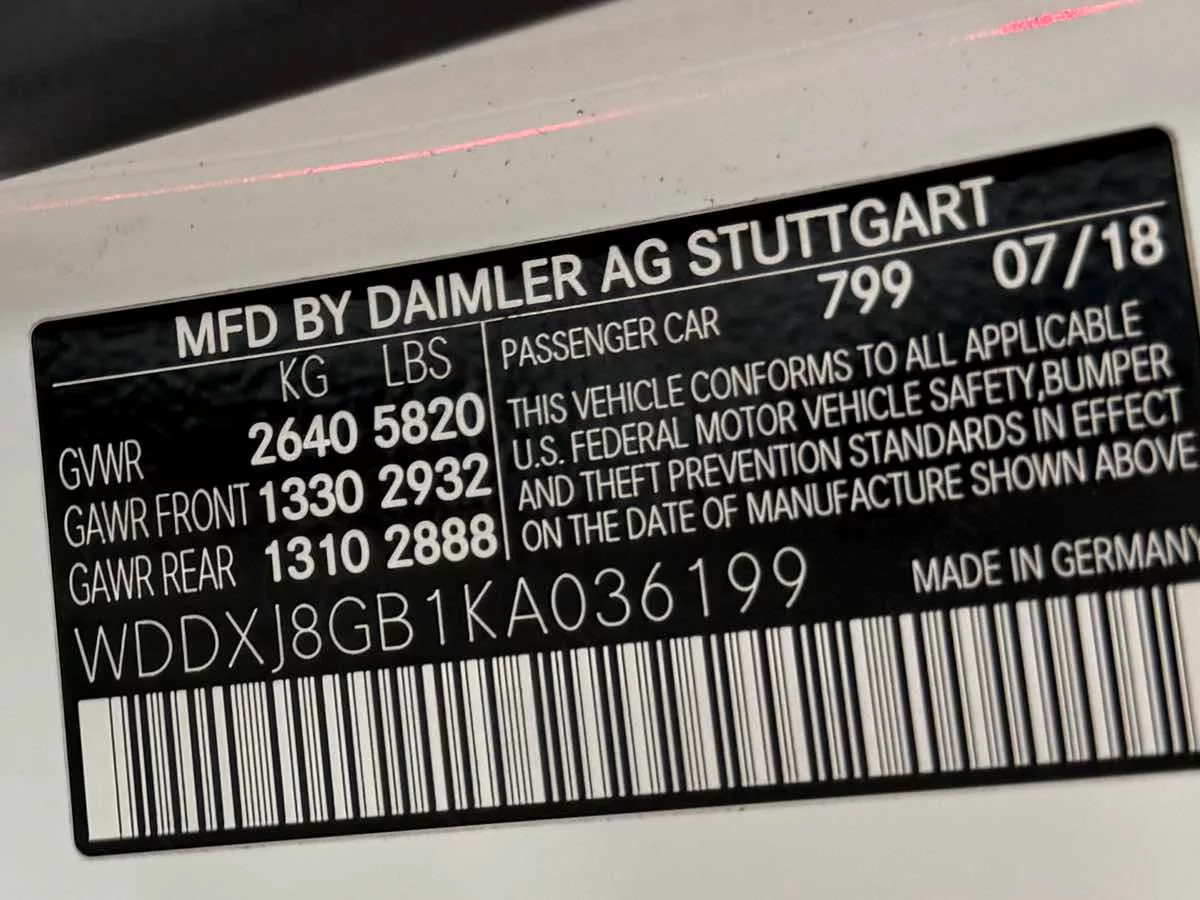 MFD BY DAIMLER AG STUTTGART
KG LBS
GVWR 2640 5820
GAWR FRONT 1330 2932
GAWR REAR 1310 2888
PASSENGER CAR 799 07/18
THIS VEHICLE CONFORMS TO ALL APPLICABLE
U.S. FEDERAL MOTOR VEHICLE SAFETY,BUMPER
AND THEFT PREVENTION STANDARDS IN EFFECT
ON THE DATE OF MANUFACTURE SHOWN ABOVE
WDDXJ8GB1KA036199
MADE IN GERMANY